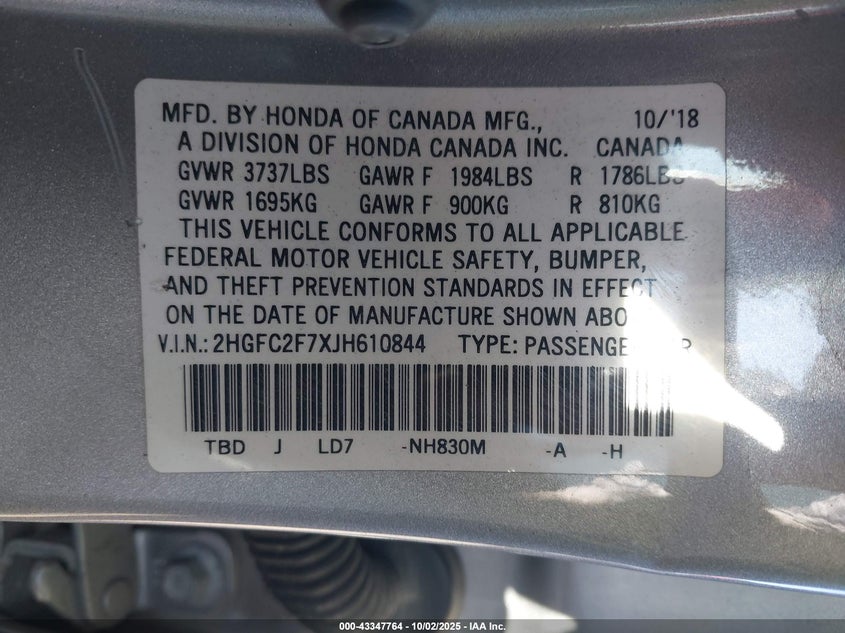 MFD. BY HONDA OF CANADA MFG., 10/'18
A DIVISION OF HONDA CANADA INC. CANADA
GVWR 3737LBS GAWR F 1984LBS R 1786LBS
GVWR 1695KG GAWR F 900KG R 810KG
THIS VEHICLE CONFORMS TO ALL APPLICABLE
FEDERAL MOTOR VEHICLE SAFETY, BUMPER,
AND THEFT PREVENTION STANDARDS IN EFFECT
ON THE DATE OF MANUFACTURE SHOWN
V.I.N.: 2HGFC2F7XJH610844 TYPE:
TBD J LD7 -NH830M -A -H
000-43347764 - 10/02/2025 - IAA Inc.